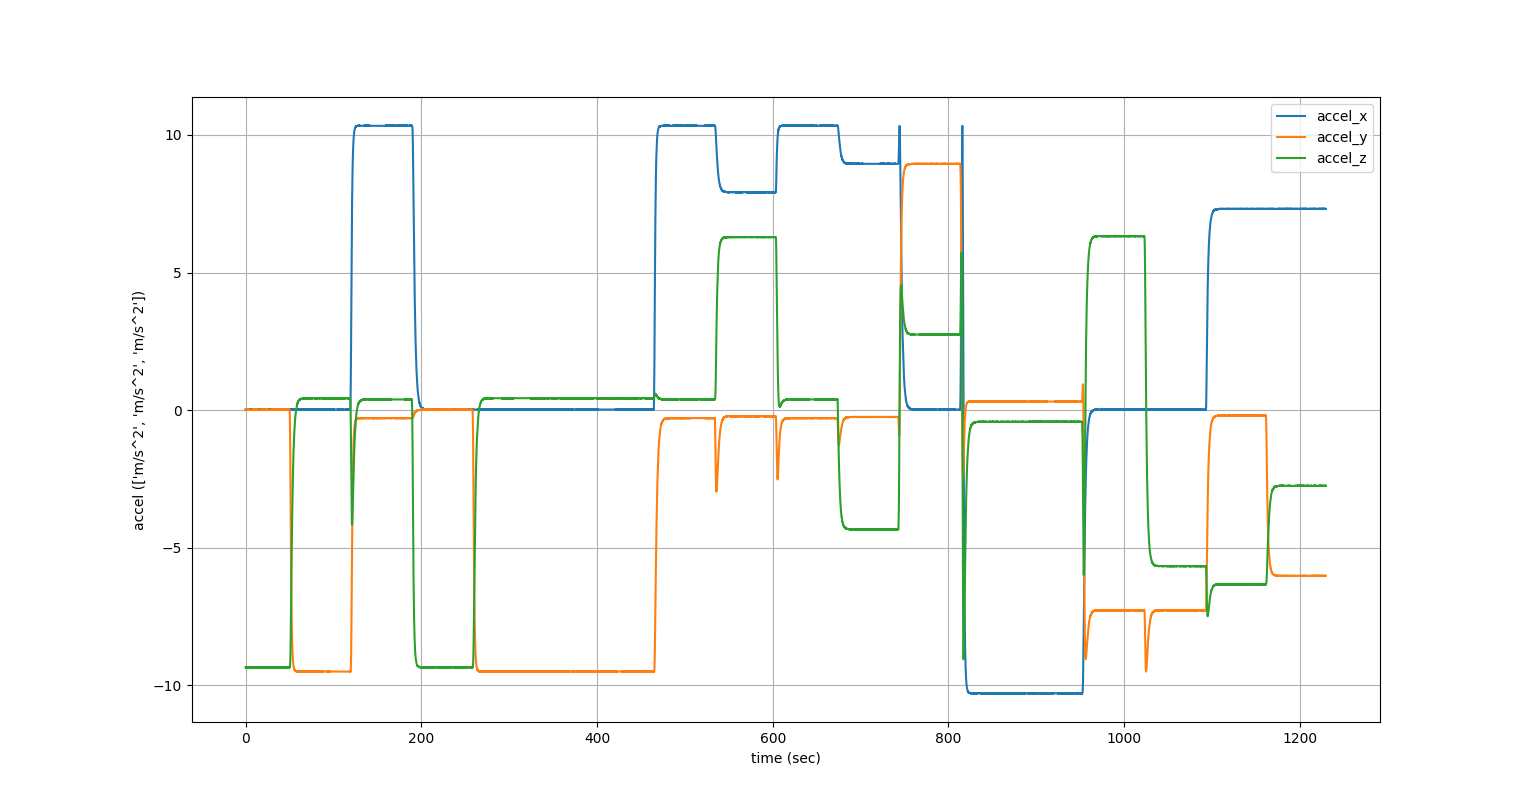 accel_x
accel_y
accel_z
10
5
0
−5
−10
accel (['m/s^2', 'm/s^2', 'm/s^2'])
0 200 400 600 800 1000 1200
time (sec)